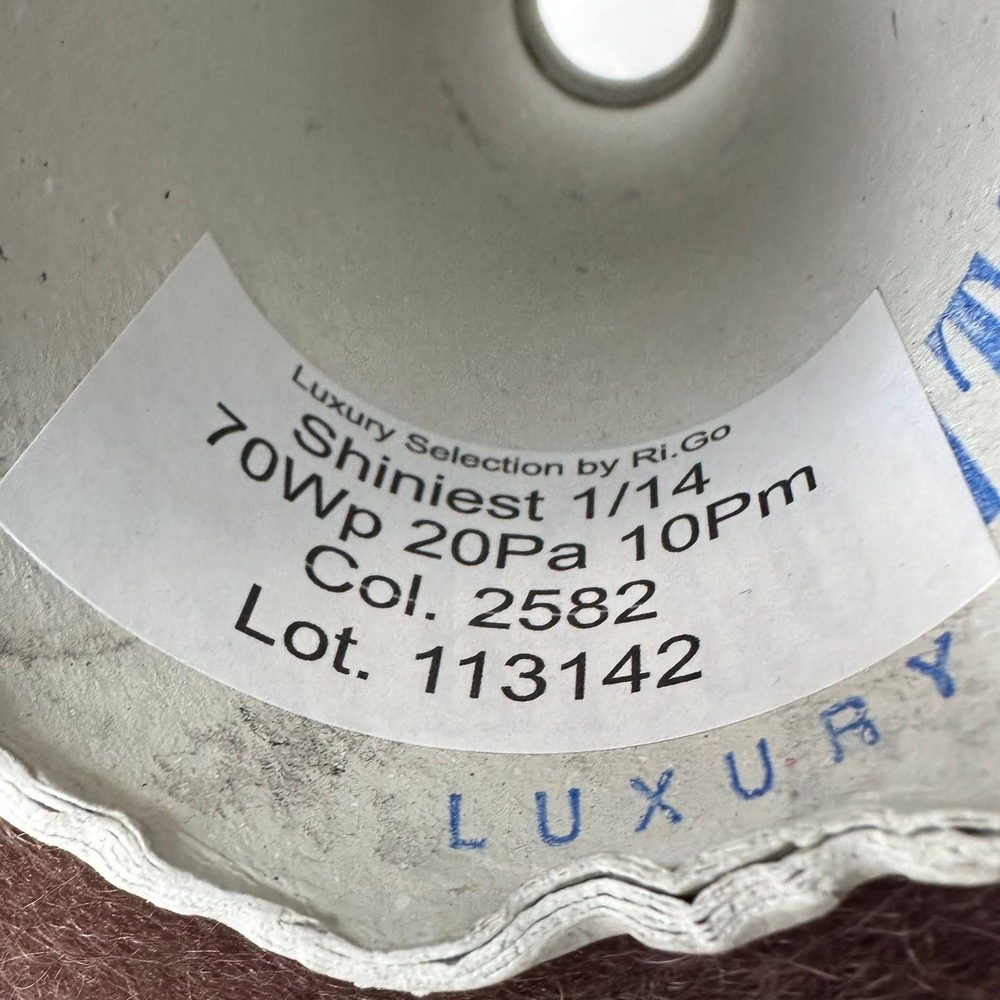 Luxury Selection by Ri.Go
Shiniest 1/14
70Wp 20Pa 10Pm
Col. 2582
Lot. 113142
LUXURY